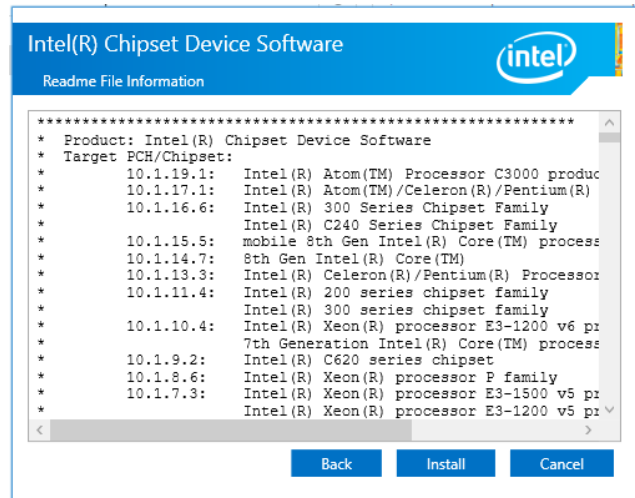 Intel(R) Chipset Device Software
intel
Readme File Information
************************************************************
* Product: Intel(R) Chipset Device Software
* Target PCH/Chipset:
* 10.1.19.1: Intel(R) Atom(TM) Processor C3000 produc
* 10.1.17.1: Intel(R) Atom(TM)/Celeron(R)/Pentium(R)
* 10.1.16.6: Intel(R) 300 Series Chipset Family
* Intel(R) C240 Series Chipset Family
* 10.1.15.5: mobile 8th Gen Intel(R) Core(TM) process
* 10.1.14.7: 8th Gen Intel(R) Core(TM)
* 10.1.13.3: Intel(R) Celeron(R)/Pentium(R) Processor
* 10.1.11.4: Intel(R) 200 series chipset family
* Intel(R) 300 series chipset family
* 10.1.10.4: Intel(R) Xeon(R) processor E3-1200 v6 pr
* 7th Generation Intel(R) Core(TM) process
* 10.1.9.2: Intel(R) C620 series chipset
* 10.1.8.6: Intel(R) Xeon(R) processor P family
* 10.1.7.3: Intel(R) Xeon(R) processor E3-1500 v5 pr
* Intel(R) Xeon(R) processor E3-1200 v5 pr
Back Install Cancel